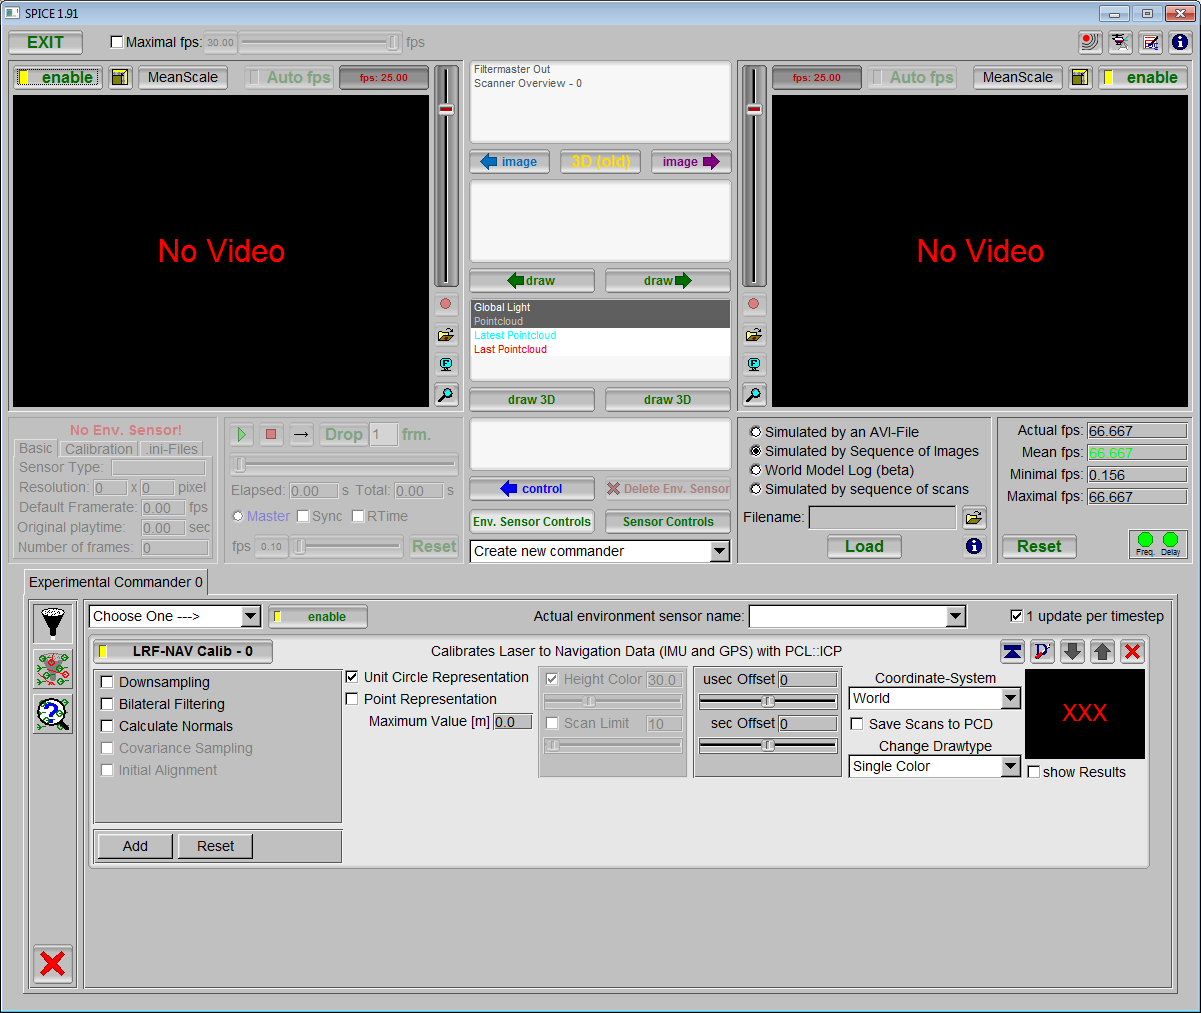 SPICE 1.91
EXIT
Maximal fps: 30.00 fps
enable
MeanScale
Auto fps
fps: 25.00
Filtermaster Out
Scanner Overview - 0
fps: 25.00
Auto fps
MeanScale
enable
No Video
image
3D (old)
image
No Video
draw
draw
Global Light
Pointcloud
Latest Pointcloud
Last Pointcloud
draw 3D
draw 3D
No Env. Sensor!
Basic
Calibration
.ini-Files
Sensor Type:
Resolution: 0 x 0 pixel
Default Framerate: 0.00 fps
Original playtime: 0.00 sec
Number of frames: 0
Drop 1 frm.
Elapsed: 0.00 s Total: 0.00 s
Master Sync RTime
fps 0.10 Reset
control
Delete Env. Sensor
Env. Sensor Controls
Sensor Controls
Create new commander
Simulated by an AVI-File
Simulated by Sequence of Images
World Model Log (beta)
Simulated by sequence of scans
Filename:
Load
Actual fps: 66.667
Mean fps: 66.667
Minimal fps: 0.156
Maximal fps: 66.667
Reset
Freq. Delay
Experimental Commander 0
Choose One --->
enable
Actual environment sensor name:
1 update per timestep
LRF-NAV Calib - 0
Calibrates Laser to Navigation Data (IMU and GPS) with PCL::ICP
Downsampling
Bilateral Filtering
Calculate Normals
Covariance Sampling
Initial Alignment
Add
Reset
Unit Circle Representation
Point Representation
Maximum Value [m] 0.0
Height Color 30.0
Scan Limit 10
usec Offset 0
sec Offset 0
Coordinate-System
World
Save Scans to PCD
Change Drawtype
Single Color
XXX
show Results